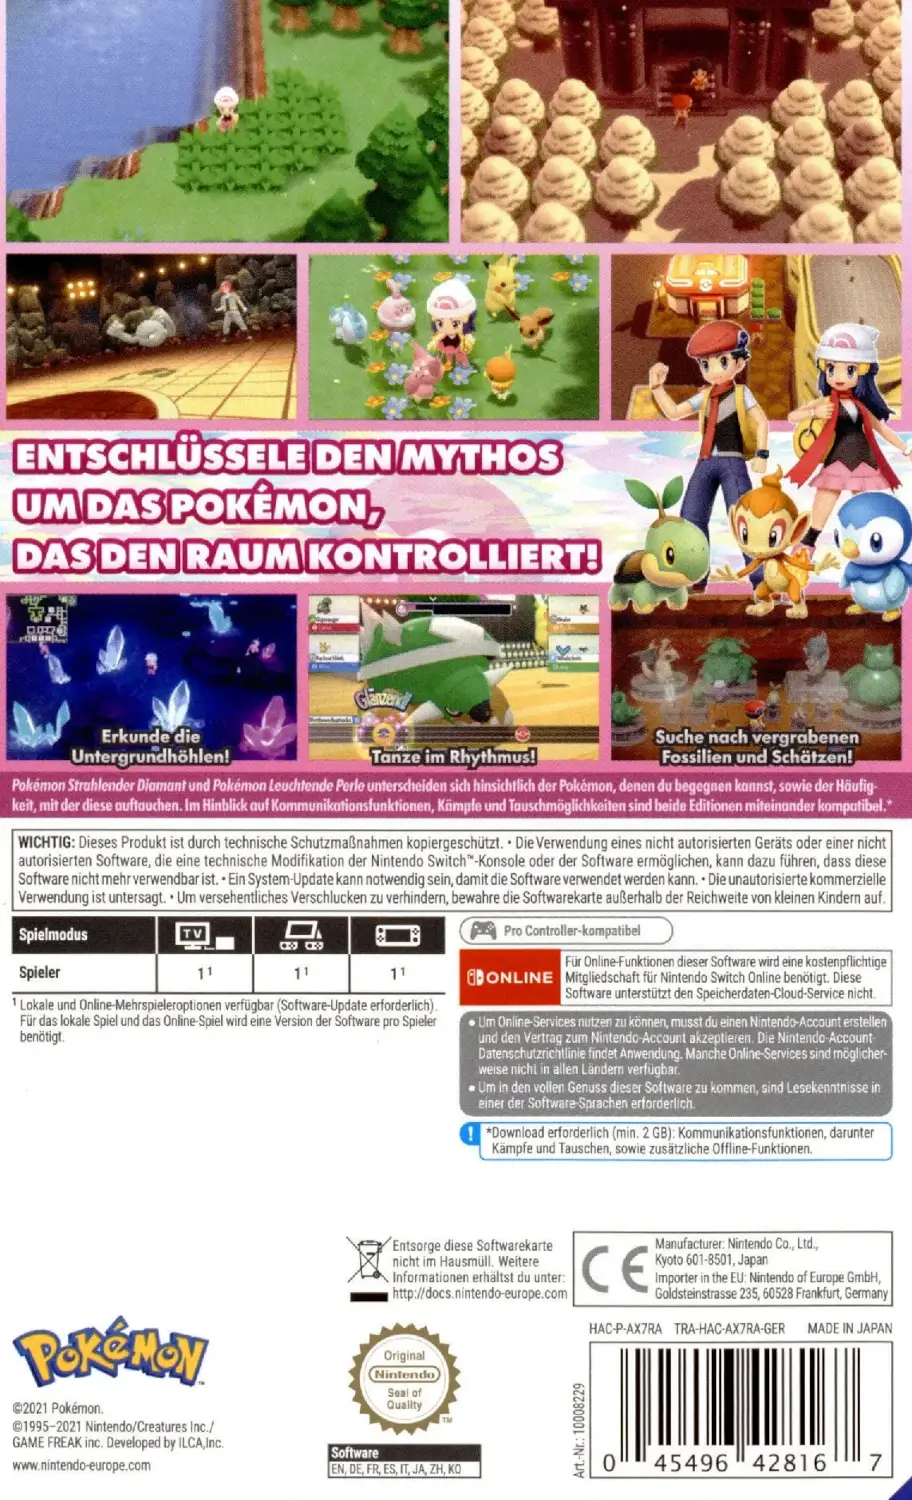 ENTSCHLÜSSELE DEN MYTHOS
UM DAS POKÉMON,
DAS DEN RAUM KONTROLLIERT!
Glänzend!
Erkunde die
Untergrundhöhlen!
Tanze im Rhythmus!
Suche nach vergrabenen
Fossilien und Schätzen!
Pokémon Strahlender Diamant und Pokémon Leuchtende Perle unterscheiden sich hinsichtlich der Pokémon, denen du begegnen kannst, sowie der Häufig-
keit, mit der diese auftauchen. Im Hinblick auf Kommunikationsfunktionen, Kämpfe und Tauschmöglichkeiten sind beide Editionen miteinander kompatibel.*
WICHTIG: Dieses Produkt ist durch technische Schutzmaßnahmen kopiergeschützt. • Die Verwendung eines nicht autorisierten Geräts oder einer nicht
autorisierten Software, die eine technische Modifikation der Nintendo Switch™-Konsole oder der Software ermöglichen, kann dazu führen, dass diese
Software nicht mehr verwendbar ist. • Ein System-Update kann notwendig sein, damit die Software verwendet werden kann. • Die unautorisierte kommerzielle
Verwendung ist untersagt. • Um versehentliches Verschlucken zu verhindern, bewahre die Softwarekarte außerhalb der Reichweite von kleinen Kindern auf.
Spielmodus TV
Spieler 1¹ 1¹ 1¹
¹ Lokale und Online-Mehrspieleroptionen verfügbar (Software-Update erforderlich).
Für das lokale Spiel und das Online-Spiel wird eine Version der Software pro Spieler
benötigt.
Pro Controller-kompatibel
ONLINE
Für Online-Funktionen dieser Software wird eine kostenpflichtige
Mitgliedschaft für Nintendo Switch Online benötigt. Diese
Software unterstützt den Speicherdaten-Cloud-Service nicht.
• Um Online-Services nutzen zu können, musst du einen Nintendo-Account erstellen
und den Vertrag zum Nintendo-Account akzeptieren. Die Nintendo-Account-
Datenschutzrichtlinie findet Anwendung. Manche Online-Services sind möglicher-
weise nicht in allen Ländern verfügbar.
• Um in den vollen Genuss dieser Software zu kommen, sind Lesekenntnisse in
einer der Software-Sprachen erforderlich.
! *Download erforderlich (min. 2 GB): Kommunikationsfunktionen, darunter
Kämpfe und Tauschen, sowie zusätzliche Offline-Funktionen.
Entsorge diese Softwarekarte
nicht im Hausmüll. Weitere
Informationen erhältst du unter:
http://docs.nintendo-europe.com
CE
Manufacturer: Nintendo Co., Ltd.,
Kyoto 601-8501, Japan
Importer in the EU: Nintendo of Europe GmbH,
Goldsteinstrasse 235, 60528 Frankfurt, Germany
HAC-P-AX7RA TRA-HAC-AX7RA-GER MADE IN JAPAN
POKÉMON™
©2021 Pokémon.
©1995–2021 Nintendo/Creatures Inc./
GAME FREAK inc. Developed by ILCA,Inc.
www.nintendo-europe.com
Original
Nintendo
Seal of
Quality
TM
Software
EN, DE, FR, ES, IT, JA, ZH, KO
Art.-Nr.: 10008229
0 45496 42816 7